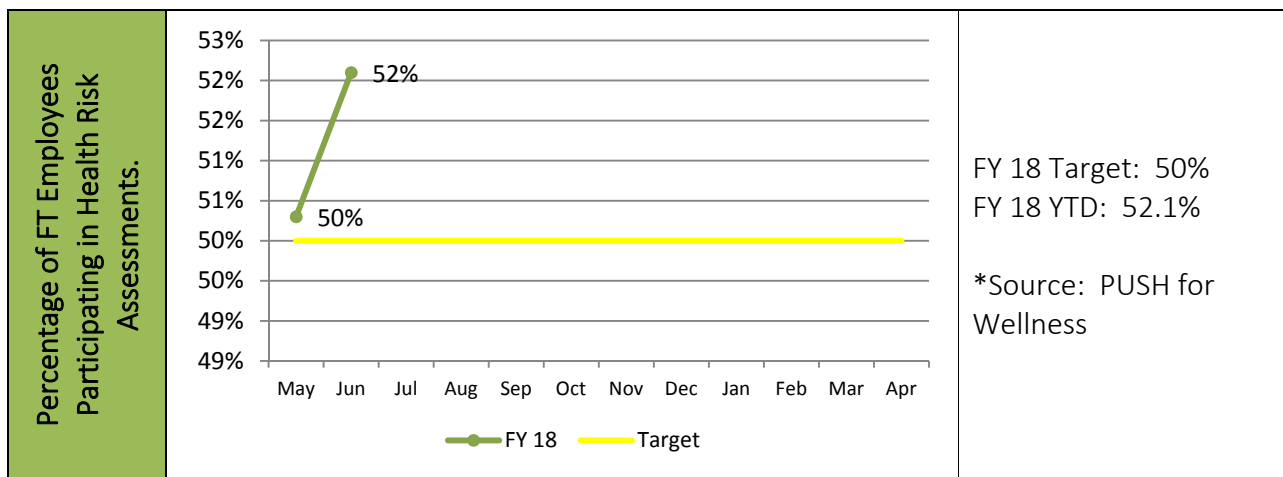 Percentage of FT Employees
Participating in Health Risk
Assessments.
53%
52%
52%
51%
51%
50%
50%
49%
49%
52%
50%
May Jun Jul Aug Sep Oct Nov Dec Jan Feb Mar Apr
FY 18 Target
FY 18 Target: 50%
FY 18 YTD: 52.1%
*Source: PUSH for
Wellness